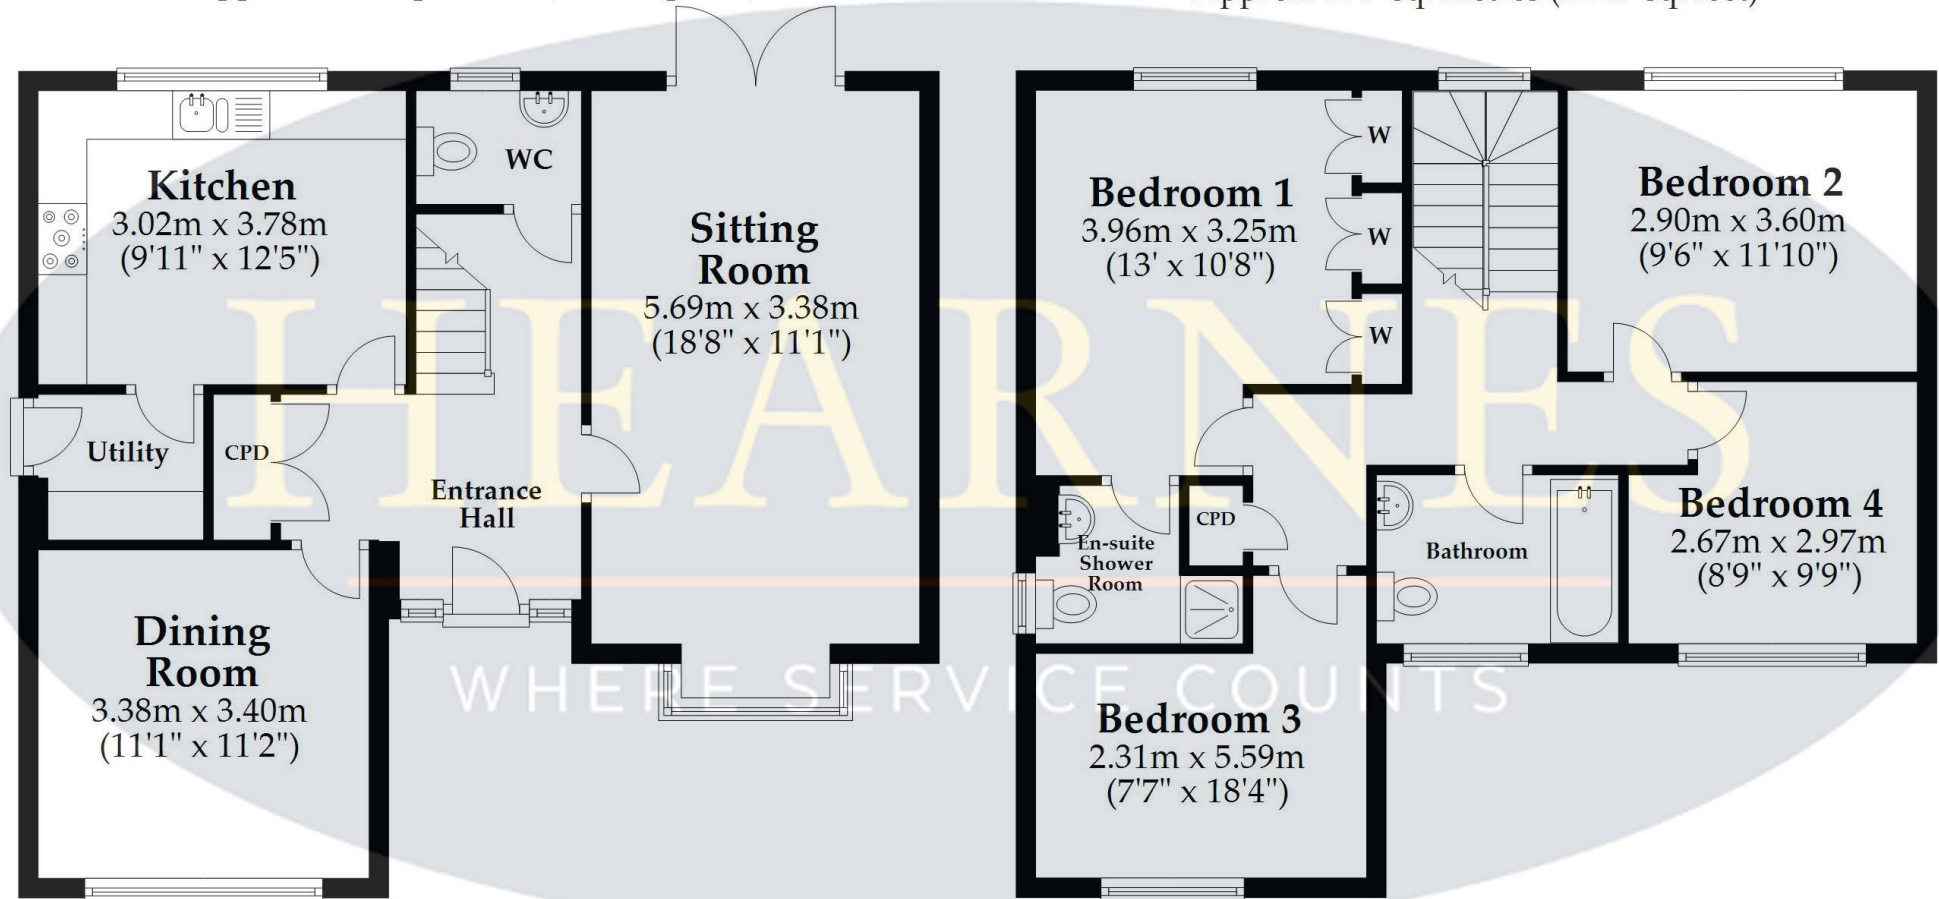 Kitchen
3.02m x 3.78m
(9'11" x 12'5")
WC
Sitting
Room
5.69m x 3.38m
(18'8" x 11'1")
Utility
CPD
Entrance
Hall
Dining
Room
3.38m x 3.40m
(11'1" x 11'2")
Bedroom 1
3.96m x 3.25m
(13' x 10'8")
W
W
W
Bedroom 2
2.90m x 3.60m
(9'6" x 11'10")
CPD
En-suite
Shower
Room
Bathroom
Bedroom 4
2.67m x 2.97m
(8'9" x 9'9")
Bedroom 3
2.31m x 5.59m
(7'7" x 18'4")
HEARNES
WHERE SERVICE COUNTS